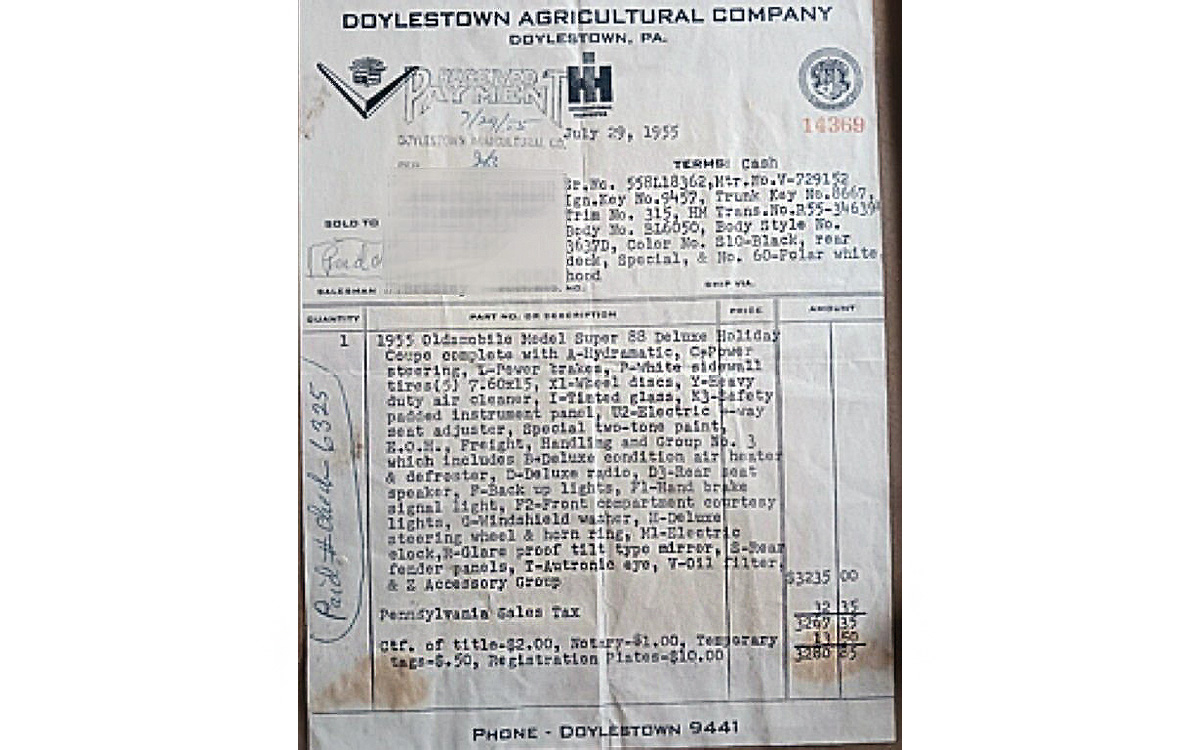 DOYLESTOWN AGRICULTURAL COMPANY
DOYLESTOWN, PA.
RECEIVED
PAYMENT
7/29/55
DOYLESTOWN AGRICULTURAL CO.
14369
July 29, 1955
TERMS: Cash
Sr.No. 558L18362,Mtr.No.V-729152
Ign.Key No.9457, Trunk Key No.8667,
Trim No. 315, HM Trans.No.R55-346394
Body No. BL6050, Body Style No.
3637D, Color No. S10-Black, rear
deck, Special, & No. 60-Polar white
hood
SOLD TO
Paid
SALESMAN
NO.
SHIP VIA.
QUANTITY PART NO. OR DESCRIPTION PRICE AMOUNT
1 1955 Oldsmobile Model Super 88 Deluxe Holiday
Coupe complete with A-Hydramatic, C-Power
steering, L-Power brakes, P-White sidewall
tires(5) 7.60x15, X1-Wheel discs, Y-Heavy
duty air cleaner, I-Tinted glass, K3-Safety
padded instrument panel, U2-Electric 4-way
seat adjuster, Special two-tone paint,
E.O.H., Freight, Handling and Group No. 3
which includes B-Deluxe condition air heater
& defroster, D-Deluxe radio, D3-Rear seat
speaker, F-Back up lights, F1-Hand brake
signal light, F2-Front compartment courtesy
lights, G-Windshield washer, H-Deluxe
steering wheel & horn ring, M1-Electric
clock,R-Glare proof tilt type mirror, S-Rear
fender panels, T-Autronic eye, V-Oil filter,
& Z Accessory Group $3235 00
Pennsylvania Sales Tax 32 35
3267 35
Ctf. of title-$2.00, Notary-$1.00, Temporary 13 50
tags-$.50, Registration Plates-$10.00 3280 85
Paid, # Check 6325
PHONE - DOYLESTOWN 9441